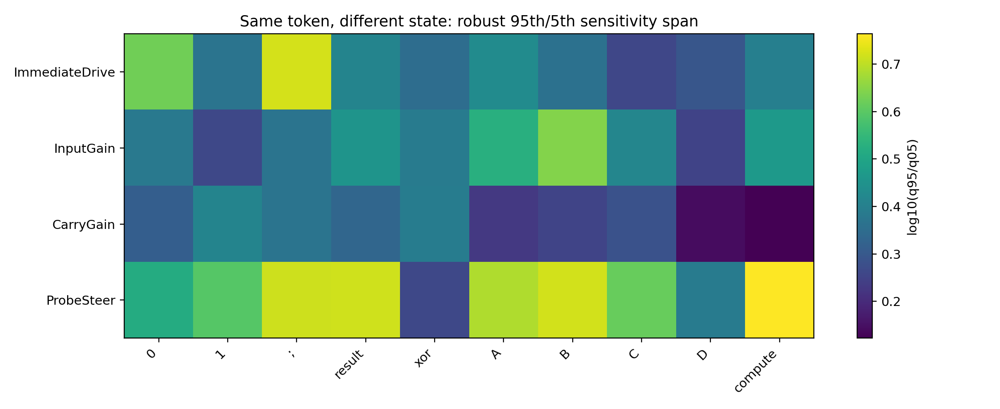 Same token, different state: robust 95th/5th sensitivity span
ImmediateDrive
InputGain
CarryGain
ProbeSteer
0
1
;
result
xor
A
B
C
D
compute
0.7
0.6
0.5
0.4
0.3
0.2
log10(q95/q05)